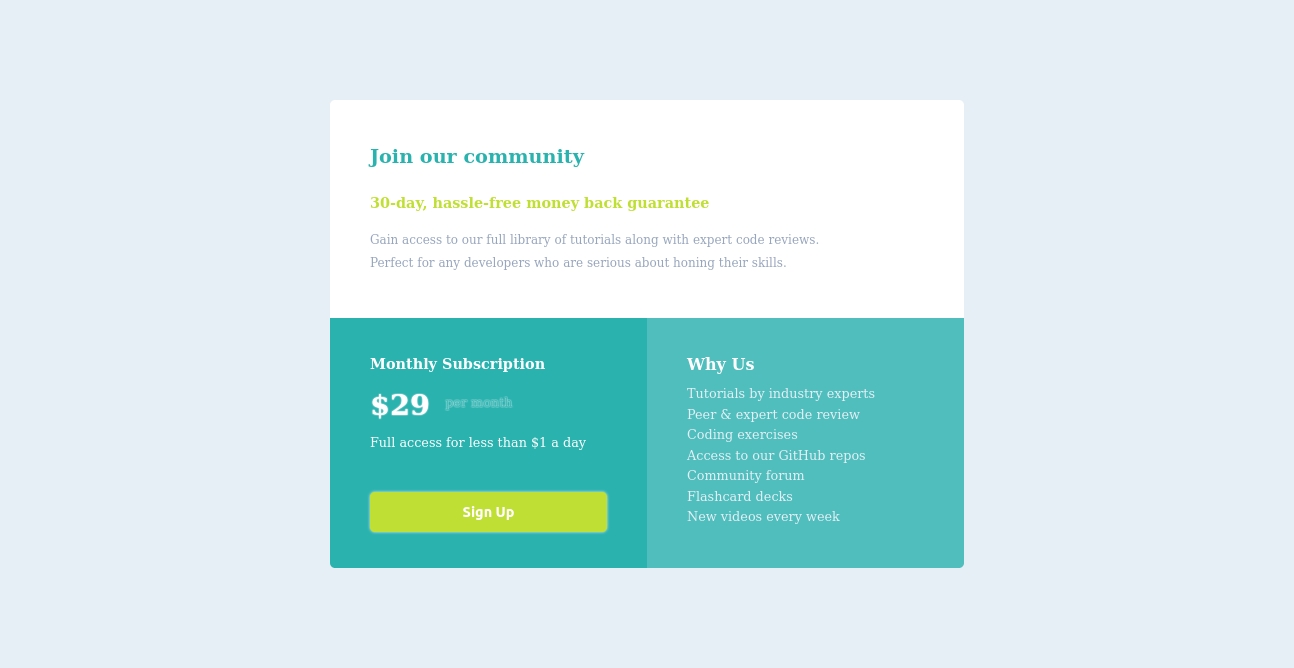 Join our community
30-day, hassle-free money back guarantee
Gain access to our full library of tutorials along with expert code reviews.
Perfect for any developers who are serious about honing their skills.
Monthly Subscription
$29 per month
Full access for less than $1 a day
Sign Up
Why Us
Tutorials by industry experts
Peer & expert code review
Coding exercises
Access to our GitHub repos
Community forum
Flashcard decks
New videos every week